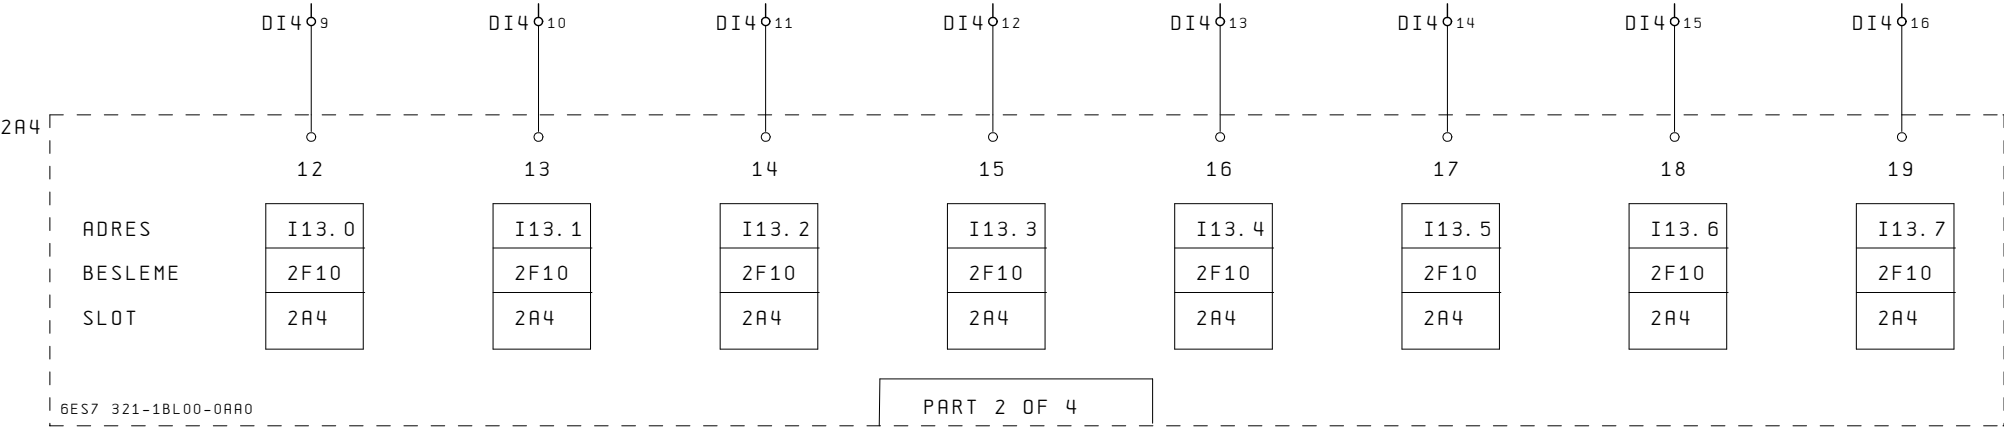 DI4 9 DI4 10 DI4 11 DI4 12 DI4 13 DI4 14 DI4 15 DI4 16
2A4
12 13 14 15 16 17 18 19
ADRES I13.0 I13.1 I13.2 I13.3 I13.4 I13.5 I13.6 I13.7
BESLEME 2F10 2F10 2F10 2F10 2F10 2F10 2F10 2F10
SLOT 2A4 2A4 2A4 2A4 2A4 2A4 2A4 2A4
6ES7 321-1BL00-0AA0 PART 2 OF 4